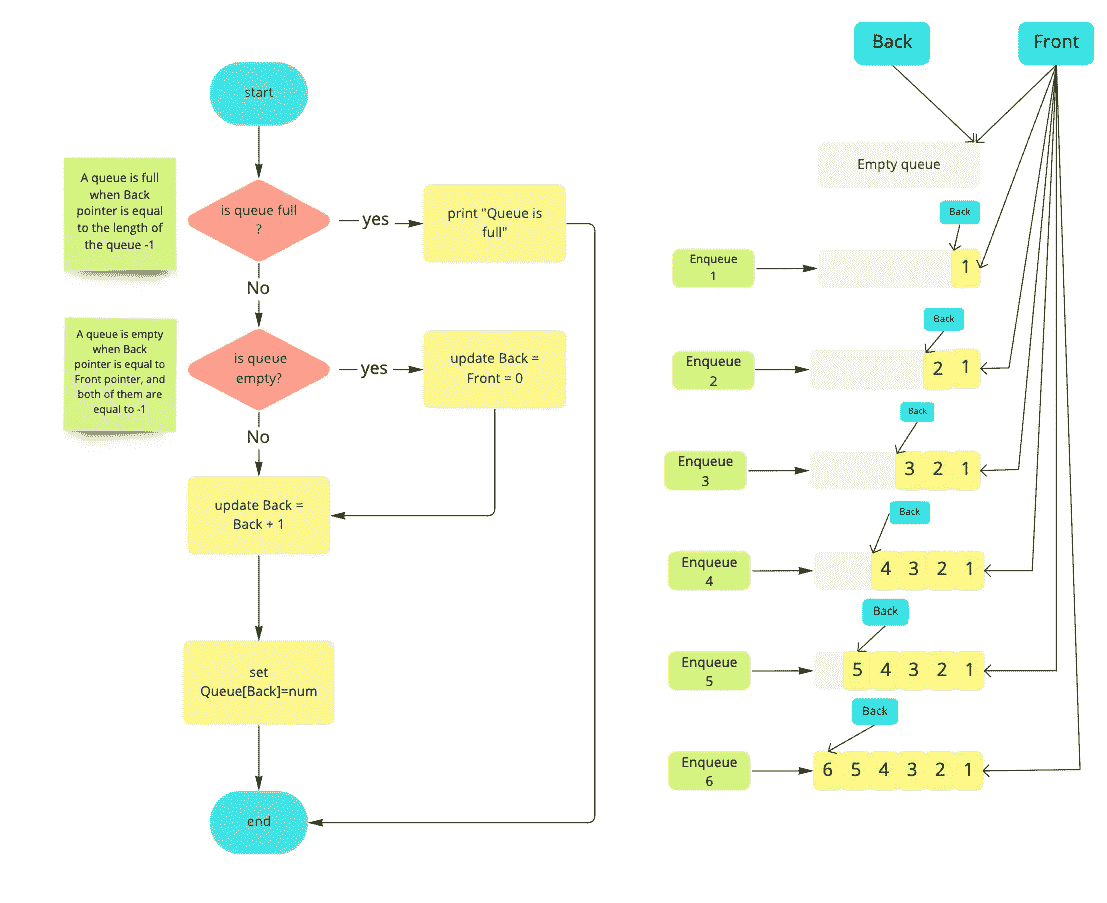 start
A queue is full
when Back
pointer is equal
to the length of
the queue -1
is queue full
?
yes
print "Queue is
full"
No
A queue is empty
when Back
pointer is equal to
Front pointer, and
both of them are
equal to -1
is queue
empty?
yes
update Back =
Front = 0
No
update Back =
Back + 1
set
Queue[Back]=num
end
Back
Front
Empty queue
Back
Enqueue
1
1
Back
Enqueue
2
2 1
Back
Enqueue
3
3 2 1
Back
Enqueue
4
4 3 2 1
Back
Enqueue
5
5 4 3 2 1
Back
Enqueue
6
6 5 4 3 2 1